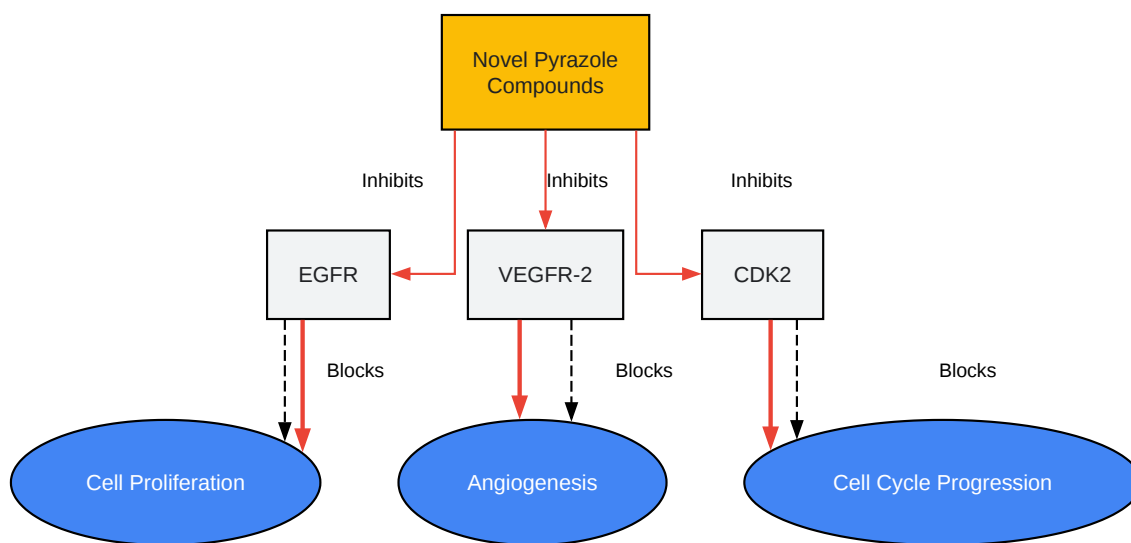 Novel Pyrazole
Compounds
Inhibits
Inhibits
Inhibits
EGFR
VEGFR-2
CDK2
Blocks
Blocks
Blocks
Cell Proliferation
Angiogenesis
Cell Cycle Progression